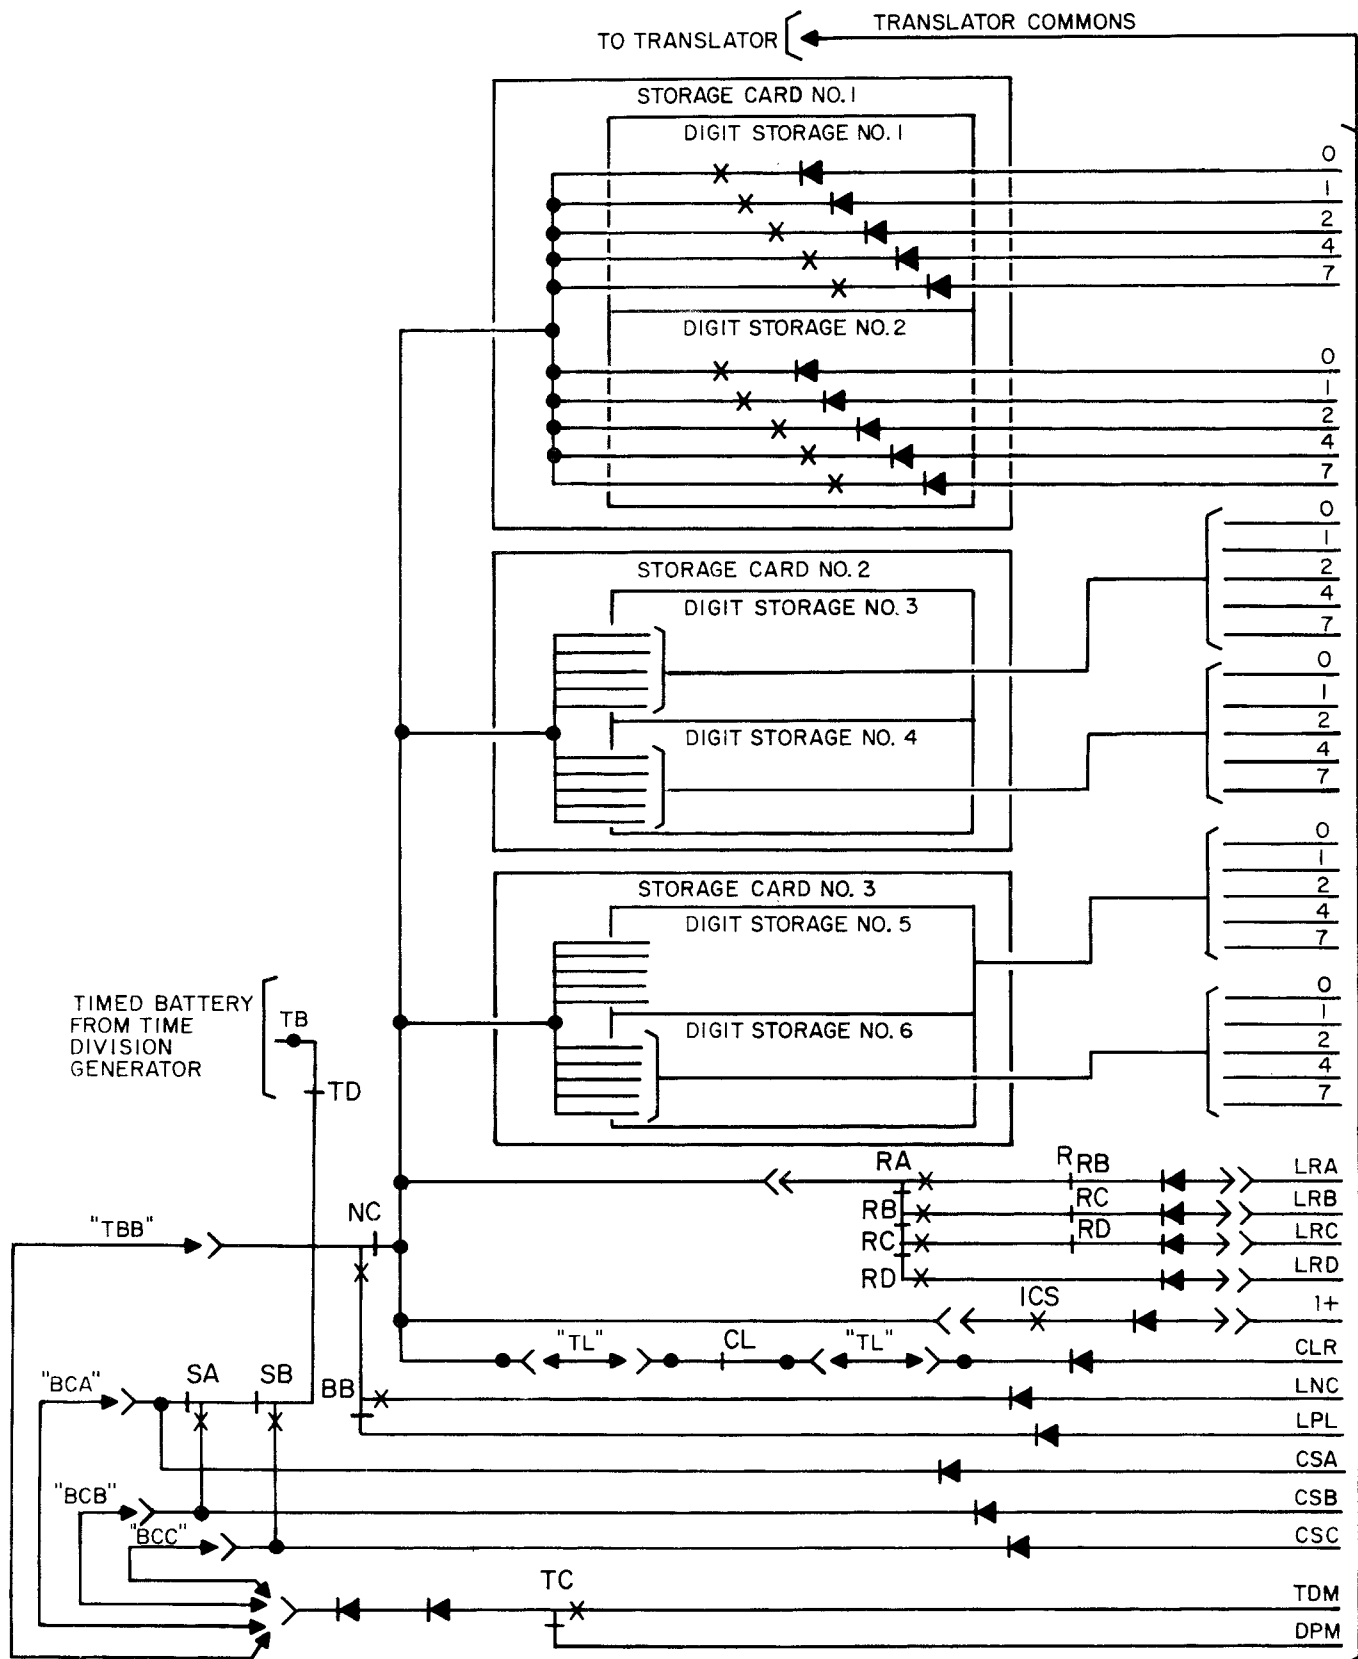 TRANSLATOR COMMONS
TO TRANSLATOR
STORAGE CARD NO. 1
DIGIT STORAGE NO. 1
0
1
2
4
7
DIGIT STORAGE NO. 2
0
1
2
4
7
STORAGE CARD NO. 2
DIGIT STORAGE NO. 3
0
1
2
4
7
DIGIT STORAGE NO. 4
0
1
2
4
7
STORAGE CARD NO. 3
DIGIT STORAGE NO. 5
0
1
2
4
7
DIGIT STORAGE NO. 6
0
1
2
4
7
TIMED BATTERY
FROM TIME
DIVISION
GENERATOR
TB
TD
RA R RB LRA
RB RC LRB
RC RD LRC
RD LRD
"TBB" NC
ICS 1+
"TL" CL "TL" CLR
"BCA" SA SB BB LNC
LPL
CSA
"BCB" CSB
"BCC" CSC
TC TDM
DPM